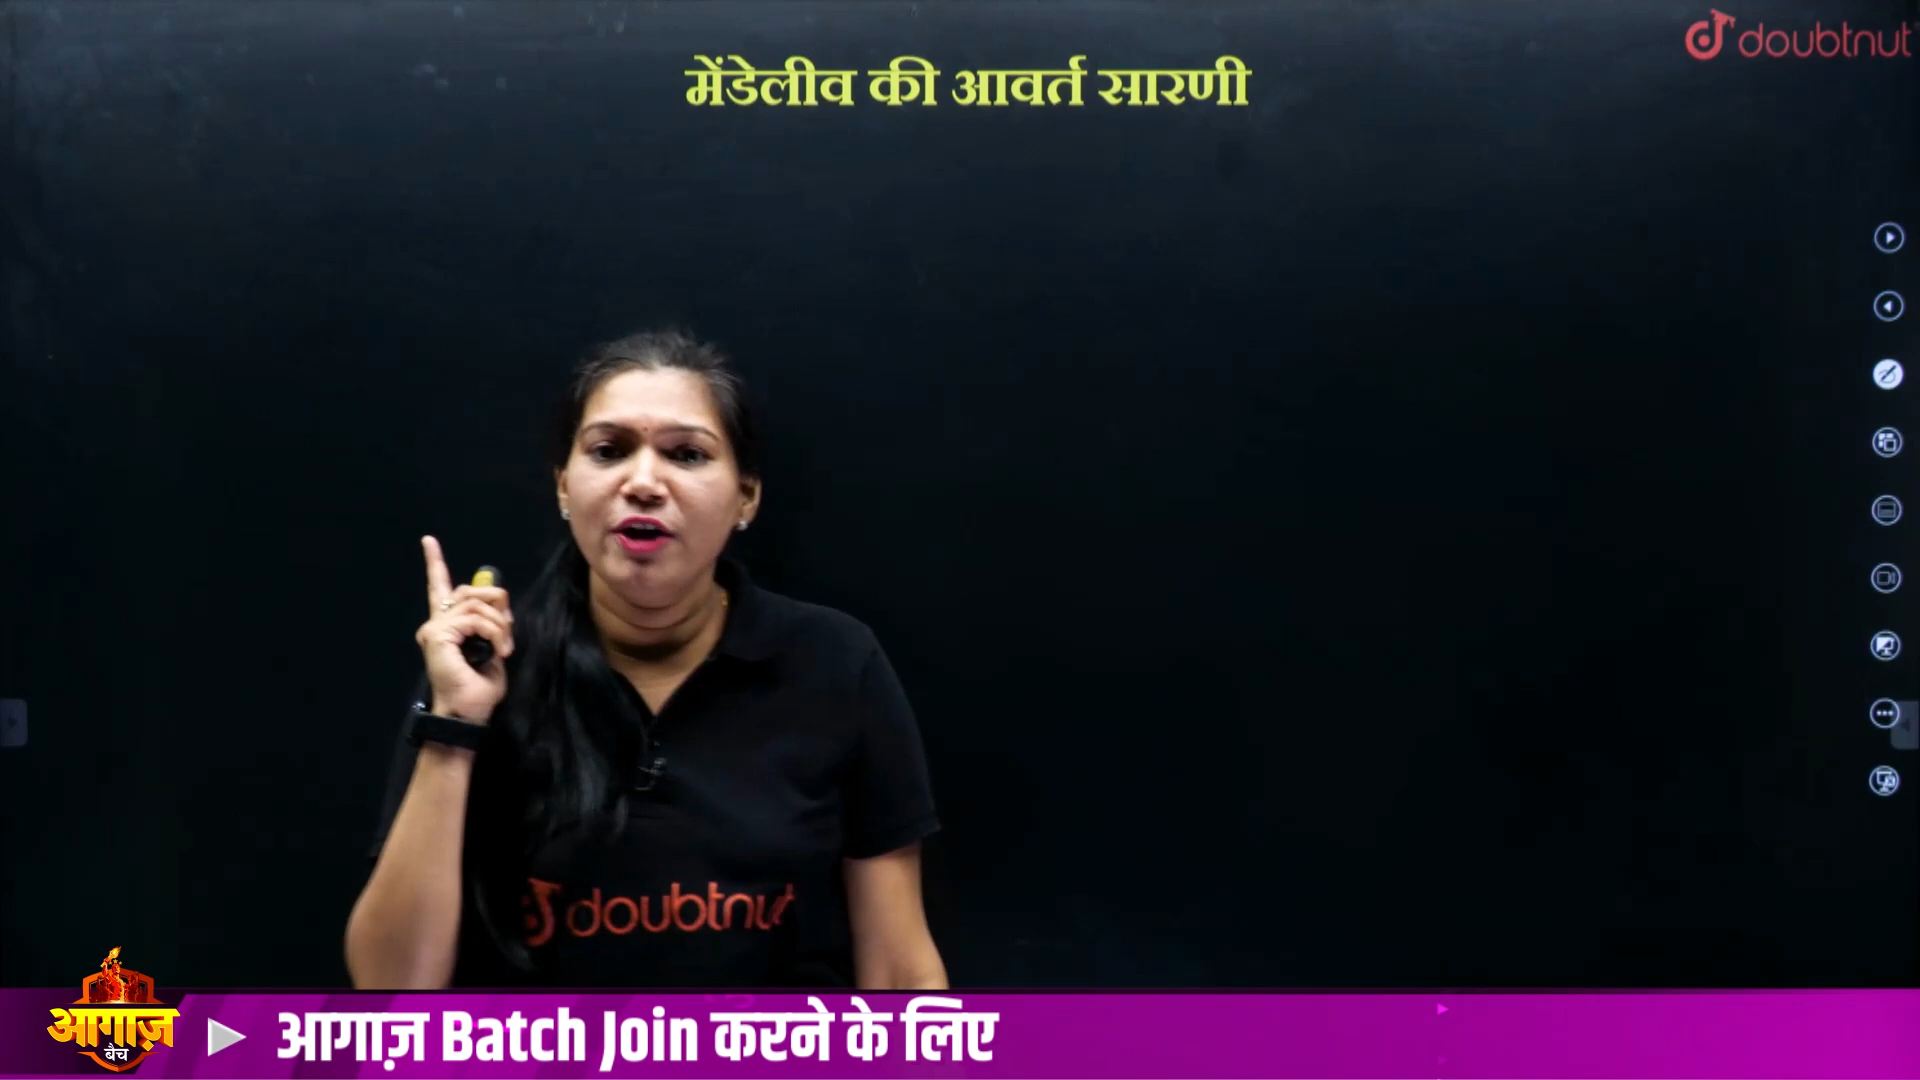 doubtnut
मेंडेलीव की आवर्त सारणी
doubtnut
आगाज़
बैच
आगाज़ Batch Join करने के लिए